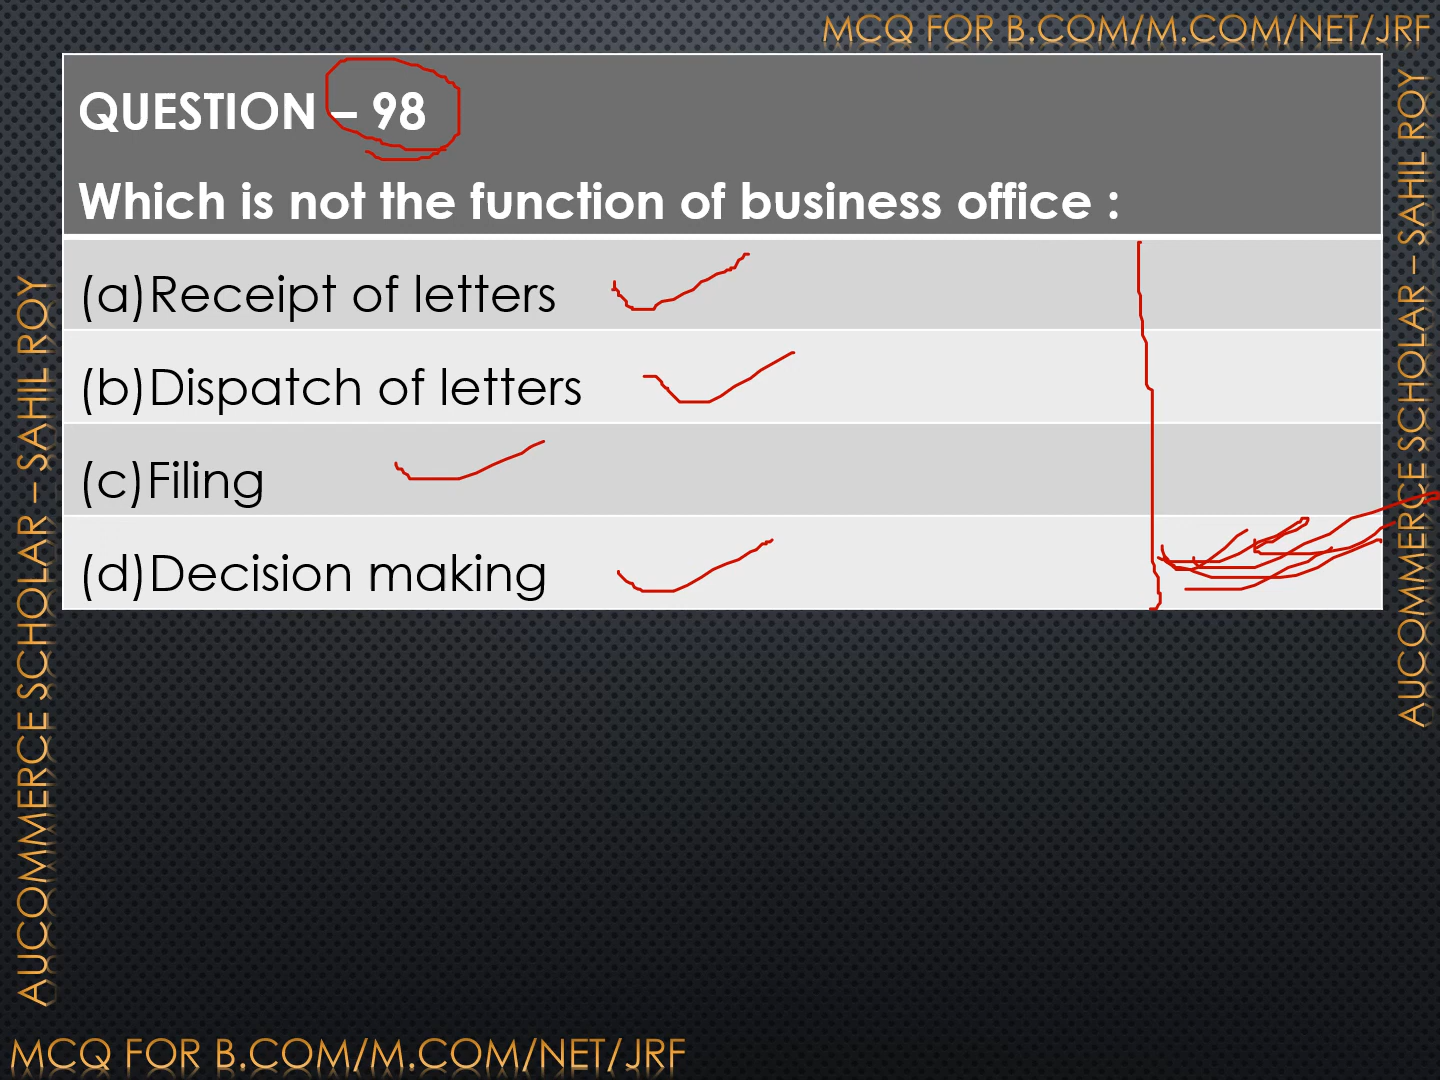 MCQ FOR B.COM/M.COM/NET/JRF
QUESTION – 98
Which is not the function of business office :
(a)Receipt of letters
(b)Dispatch of letters
(c)Filing
(d)Decision making
AUCOMMERCE SCHOLAR – SAHIL ROY
AUCOMMERCE SCHOLAR – SAHIL ROY
MCQ FOR B.COM/M.COM/NET/JRF